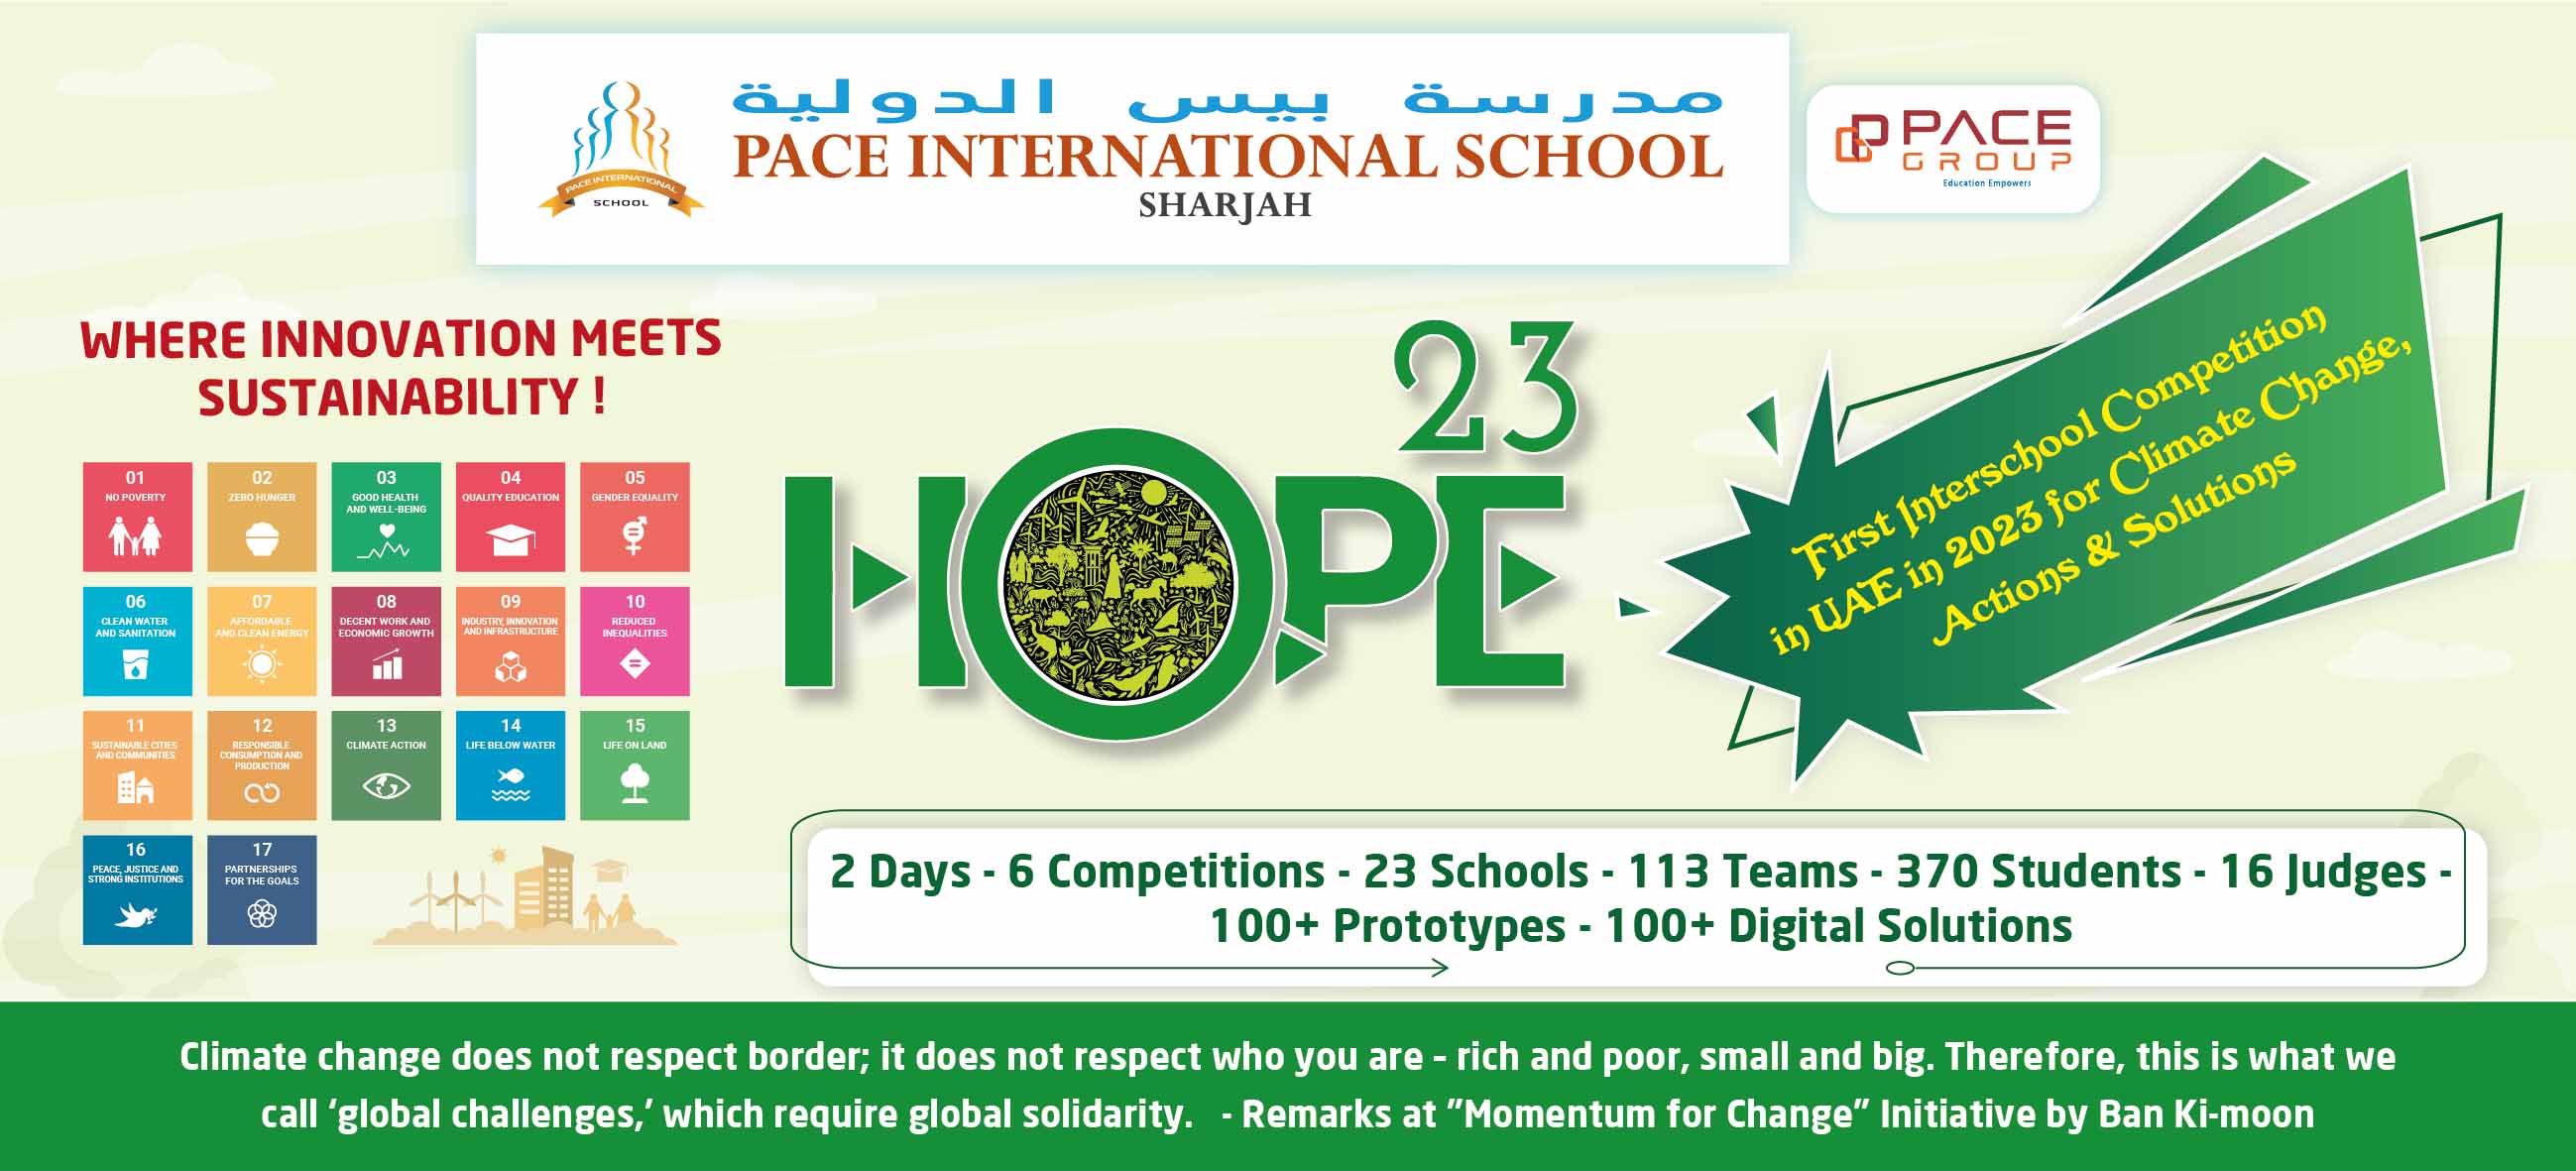 مدرسة بيس الدولية
PACE INTERNATIONAL SCHOOL
SHARJAH
PACE INTERNATIONAL
SCHOOL
PACE
GROUP
Education Empowers
WHERE INNOVATION MEETS
SUSTAINABILITY !
01
NO POVERTY
02
ZERO HUNGER
03
GOOD HEALTH
AND WELL-BEING
04
QUALITY EDUCATION
05
GENDER EQUALITY
06
CLEAN WATER
AND SANITATION
07
AFFORDABLE
AND CLEAN ENERGY
08
DECENT WORK AND
ECONOMIC GROWTH
09
INDUSTRY, INNOVATION
AND INFRASTRUCTURE
10
REDUCED
INEQUALITIES
11
SUSTAINABLE CITIES
AND COMMUNITIES
12
RESPONSIBLE
CONSUMPTION AND
PRODUCTION
13
CLIMATE ACTION
14
LIFE BELOW WATER
15
LIFE ON LAND
16
PEACE, JUSTICE AND
STRONG INSTITUTIONS
17
PARTNERSHIPS
FOR THE GOALS
23
HOPE
First Interschool Competition
in UAE in 2023 for Climate Change,
Actions & Solutions
2 Days - 6 Competitions - 23 Schools - 113 Teams - 370 Students - 16 Judges -
100+ Prototypes - 100+ Digital Solutions
Climate change does not respect border; it does not respect who you are – rich and poor, small and big. Therefore, this is what we
call ‘global challenges,’ which require global solidarity. - Remarks at "Momentum for Change" Initiative by Ban Ki-moon